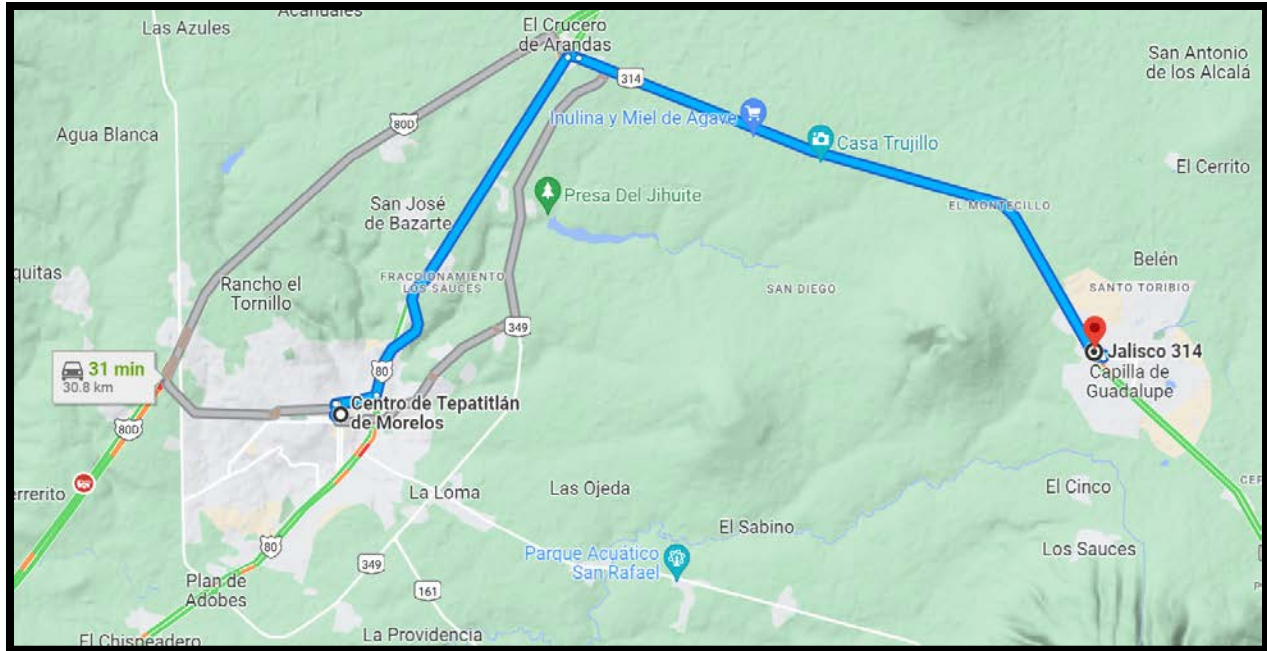 Acahuales
Las Azules
El Crucero
de Arandas
San Antonio
de los Alcalá
314
80D
Inulina y Miel de Agave
Agua Blanca
Casa Trujillo
El Cerrito
Presa Del Jihuite
San José
de Bazarte
EL MONTECILLO
quitas
FRACCIONAMIENTO
LOS SAUCES
Rancho el
Tornillo
SAN DIEGO
Belén
SANTO TORIBIO
349
31 min
30.8 km
80
Jalisco 314
Capilla de
Guadalupe
Centro de Tepatitlán
de Morelos
80D
errerito
La Loma
Las Ojeda
El Cinco
CEF
El Sabino
80
Los Sauces
Parque Acuático
San Rafael
349
Plan de
Adobes
161
El Chispeadero
La Providencia